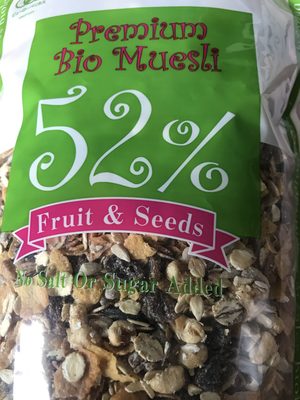 Premium
Bio Muesli
52%
Fruit & Seeds
No Salt Or Sugar Added